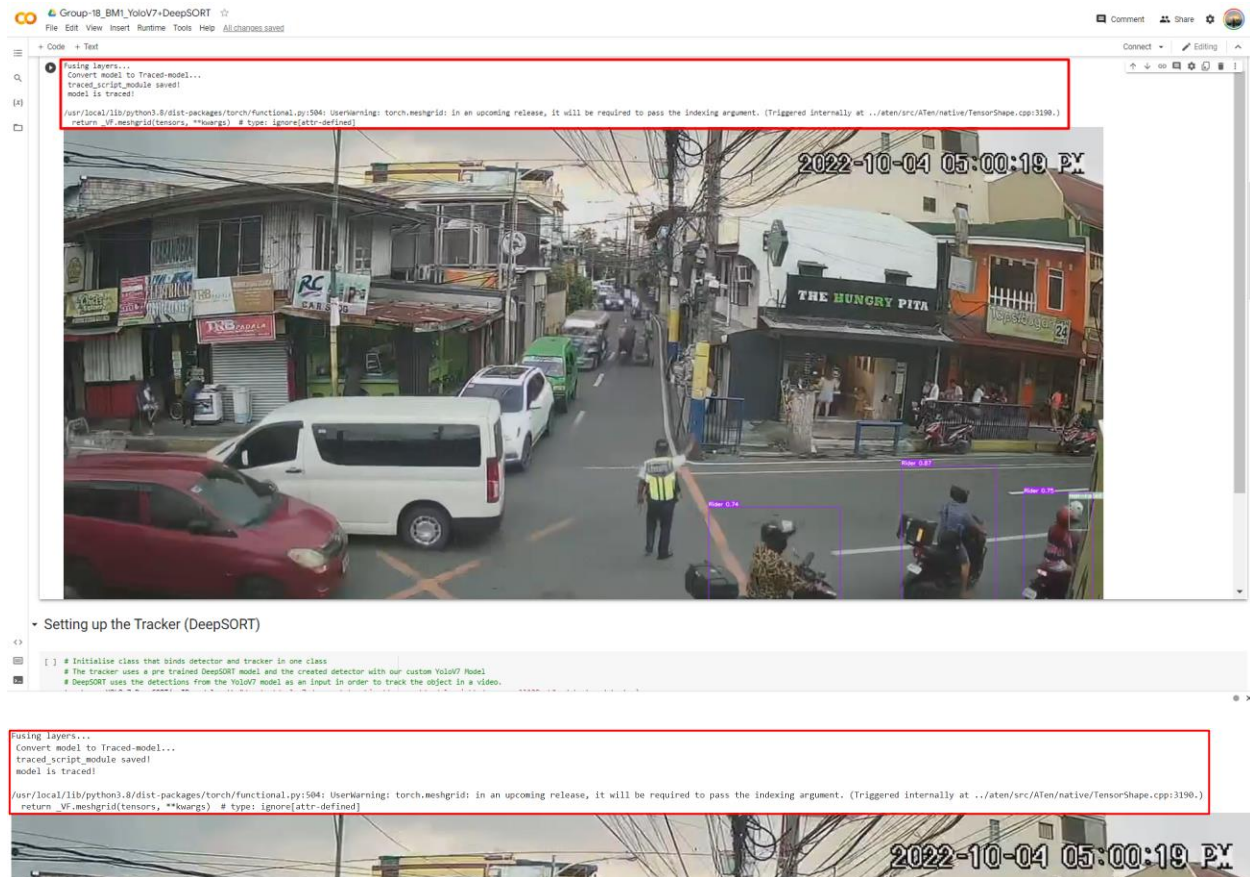 Group-18_BM1_YoloV7+DeepSORT
Comment Share
File Edit View Insert Runtime Tools Help All changes saved
+ Code + Text
Connect Editing
Fusing layers...
Convert model to Traced-model...
traced_script_module saved!
model is traced!
/usr/local/lib/python3.8/dist-packages/torch/functional.py:504: UserWarning: torch.meshgrid: in an upcoming release, it will be required to pass the indexing argument. (Triggered internally at ../aten/src/ATen/native/TensorShape.cpp:3190.)
return _VF.meshgrid(tensors, **kwargs) # type: ignore[attr-defined]
2022-10-04 05:00:19 PM
RC
TRB PADALA
THE HUNGRY PITA
24
Rider 0.87
Rider 0.74
Rider 0.75
Setting up the Tracker (DeepSORT)
[ ] # Initialise class that binds detector and tracker in one class
# The tracker uses a pre trained DeepSORT model and the created detector with our custom YoloV7 Model
# DeepSORT uses the detections from the YoloV7 model as an input in order to track the object in a video.
Fusing layers...
Convert model to Traced-model...
traced_script_module saved!
model is traced!
/usr/local/lib/python3.8/dist-packages/torch/functional.py:504: UserWarning: torch.meshgrid: in an upcoming release, it will be required to pass the indexing argument. (Triggered internally at ../aten/src/ATen/native/TensorShape.cpp:3190.)
return _VF.meshgrid(tensors, **kwargs) # type: ignore[attr-defined]
2022-10-04 05:00:19 PM